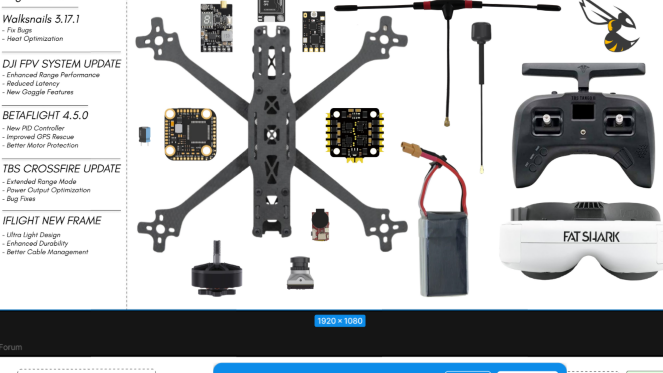 Walksnails 3.17.1
- Fix Bugs
- Heat Optimization
DJI FPV SYSTEM UPDATE
- Enhanced Range Performance
- Reduced Latency
- New Goggle Features
BETAFLIGHT 4.5.0
- New PID Controller
- Improved GPS Rescue
- Better Motor Protection
TBS CROSSFIRE UPDATE
- Extended Range Mode
- Power Output Optimization
- Bug Fixes
IFLIGHT NEW FRAME
- Ultra Light Design
- Enhanced Durability
- Better Cable Management
FAT SHARK
1920 × 1080
Forum